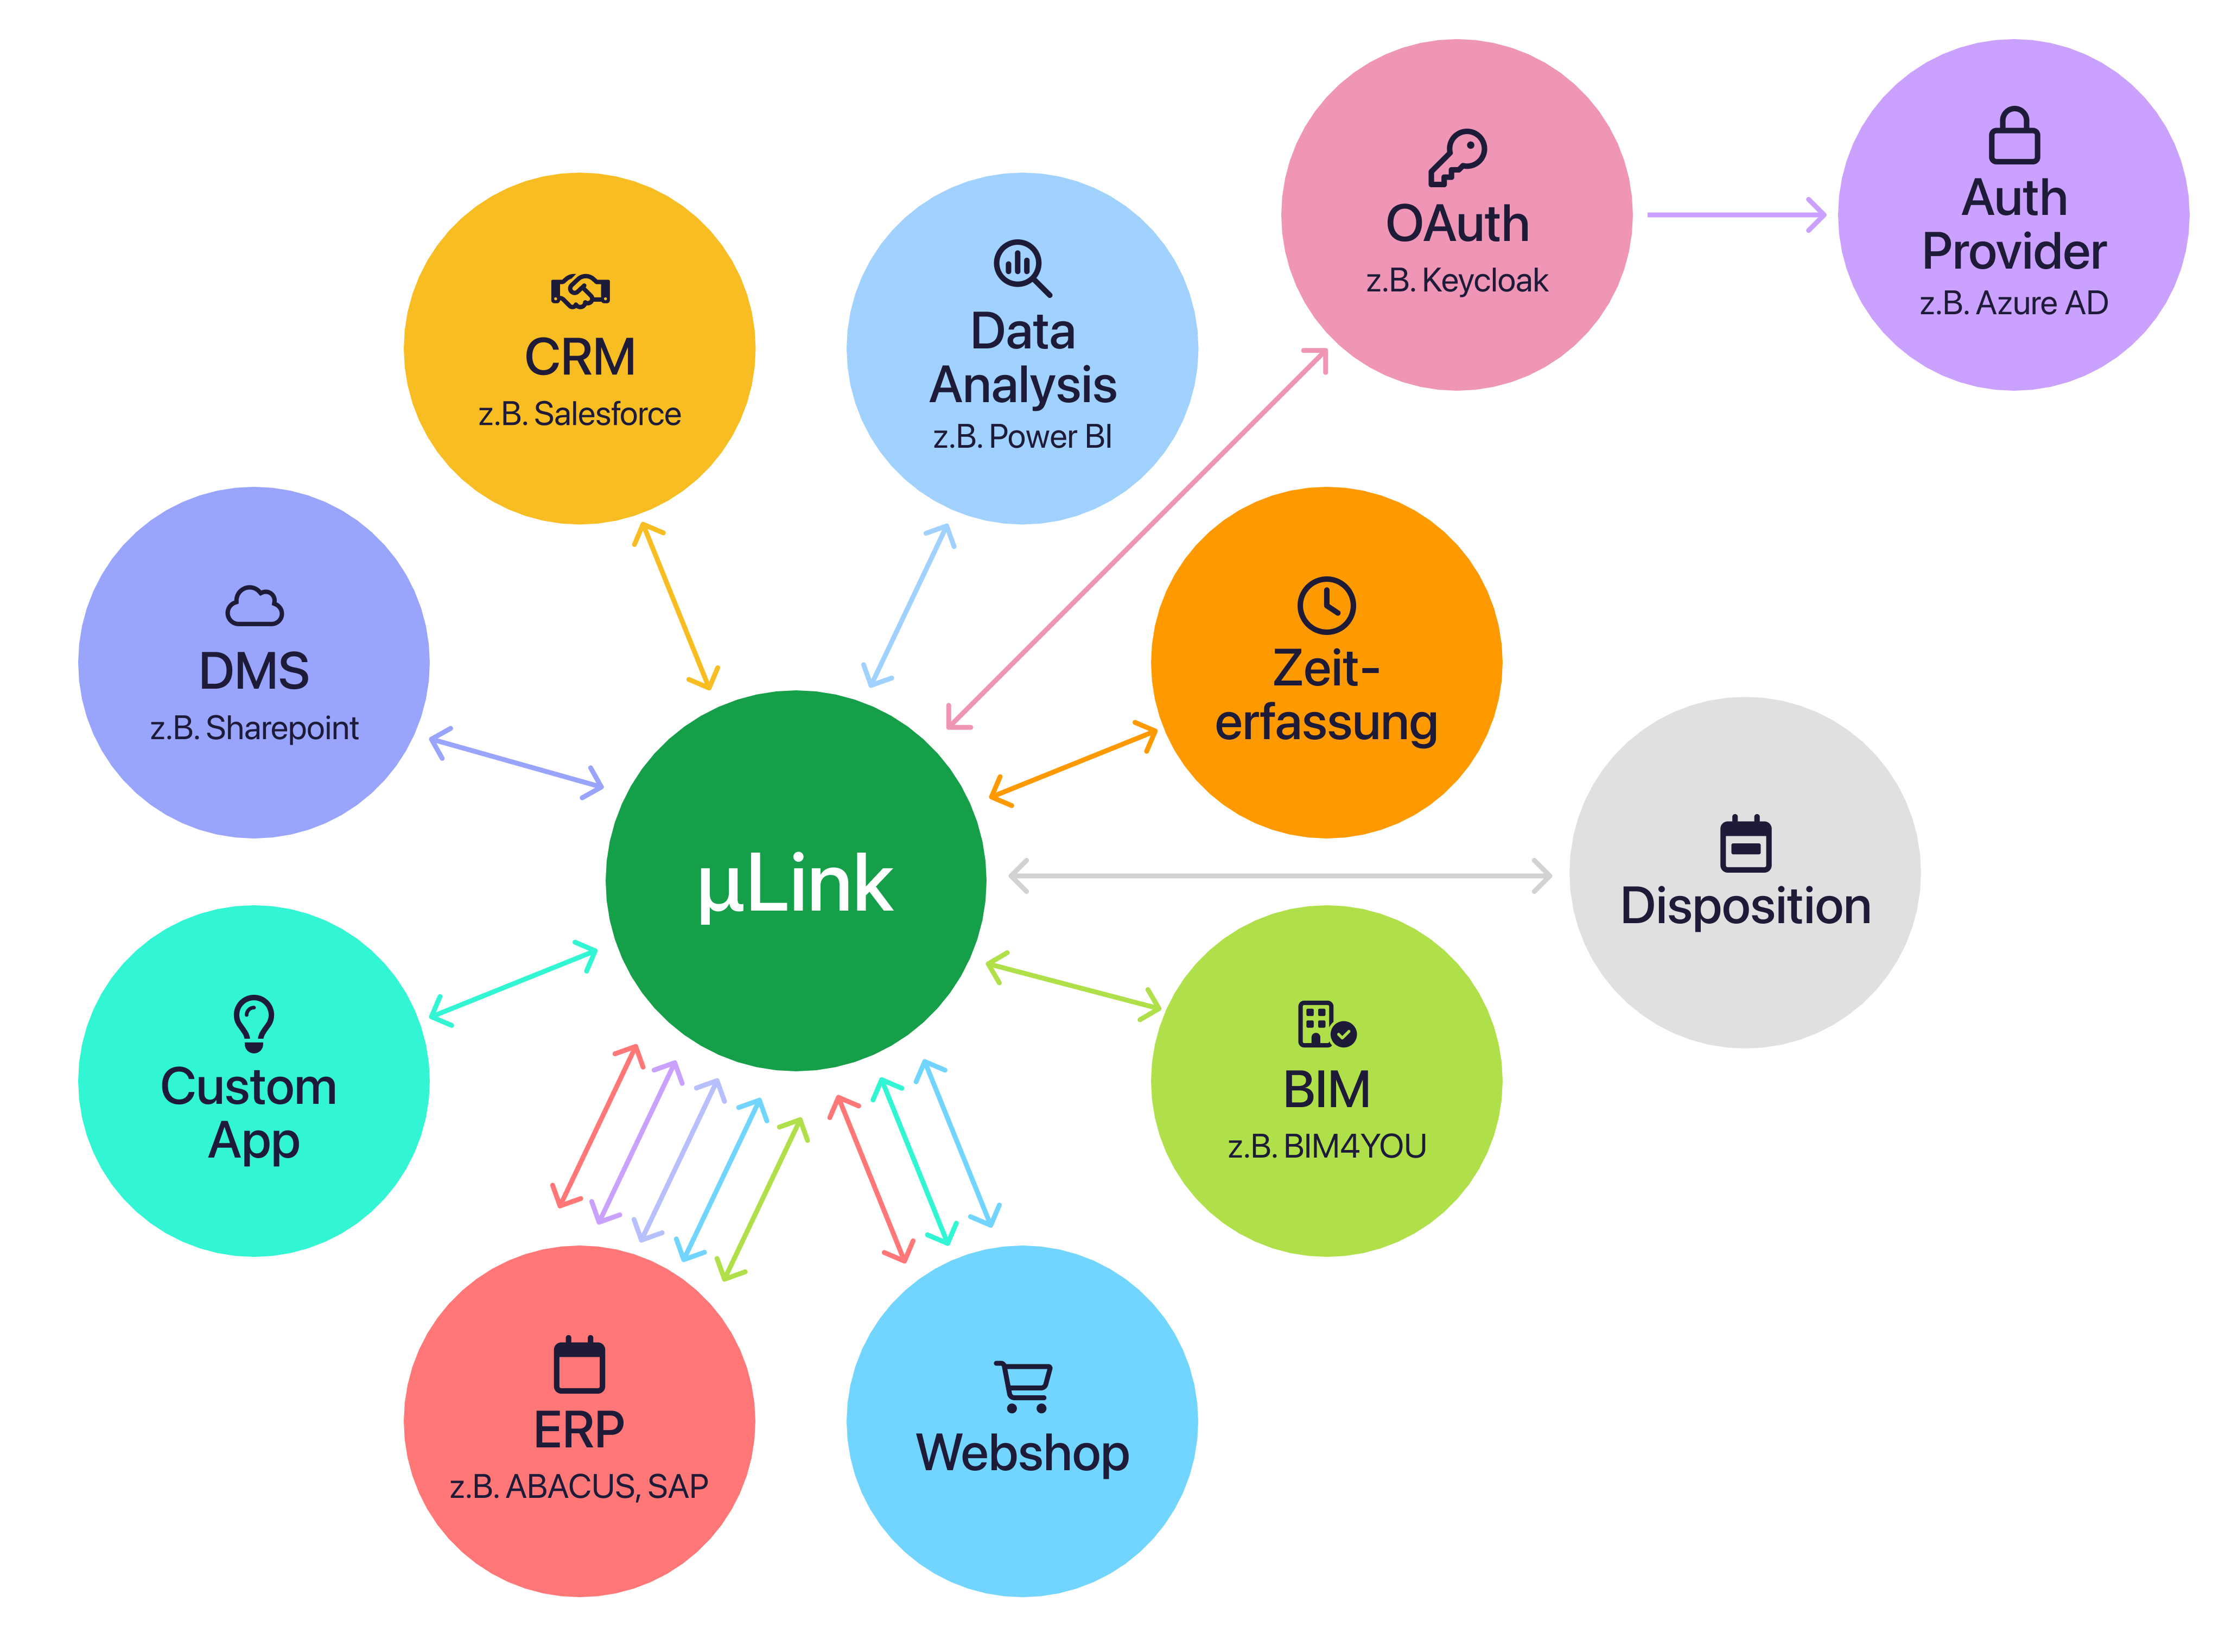 OAuth
z.B. Keycloak
Auth
Provider
z.B. Azure AD
CRM
z.B. Salesforce
Data
Analysis
z.B. Power BI
DMS
z.B. Sharepoint
Zeit-
erfassung
µLink
Disposition
Custom
App
BIM
z.B. BIM4YOU
ERP
z.B. ABACUS, SAP
Webshop